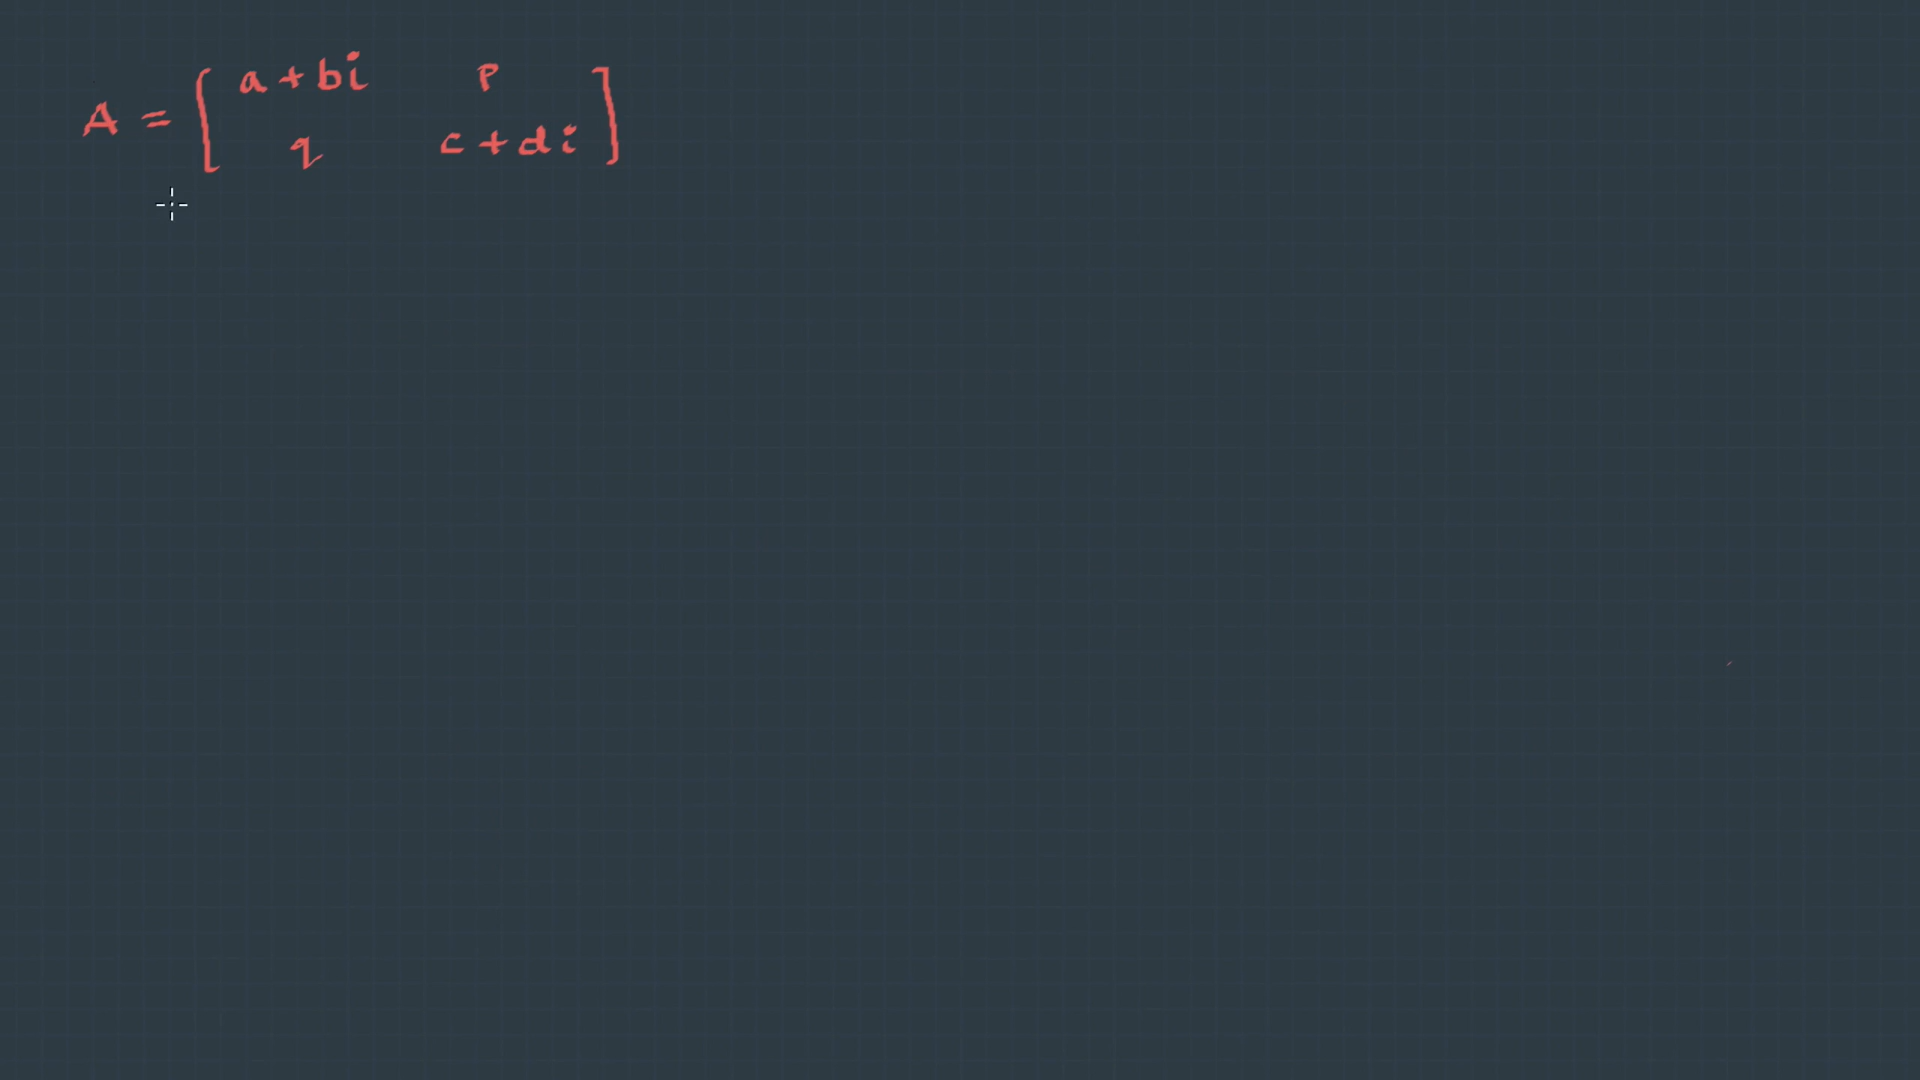 A = [ a + bi p
q c + di ]